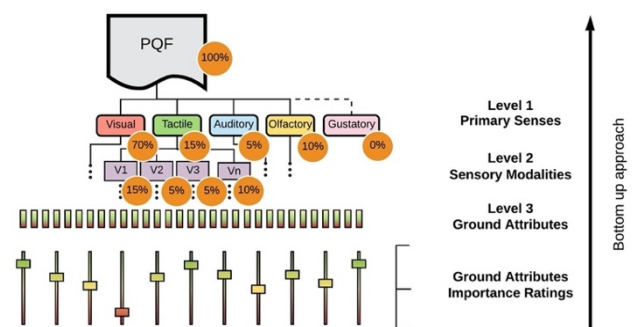 PQF
100%
Visual
Tactile
Auditory
Olfactory
Gustatory
70%
15%
5%
10%
0%
V1
V2
V3
Vn
15%
5%
5%
10%
Level 1
Primary Senses
Level 2
Sensory Modalities
Level 3
Ground Attributes
Ground Attributes
Importance Ratings
Bottom up approach